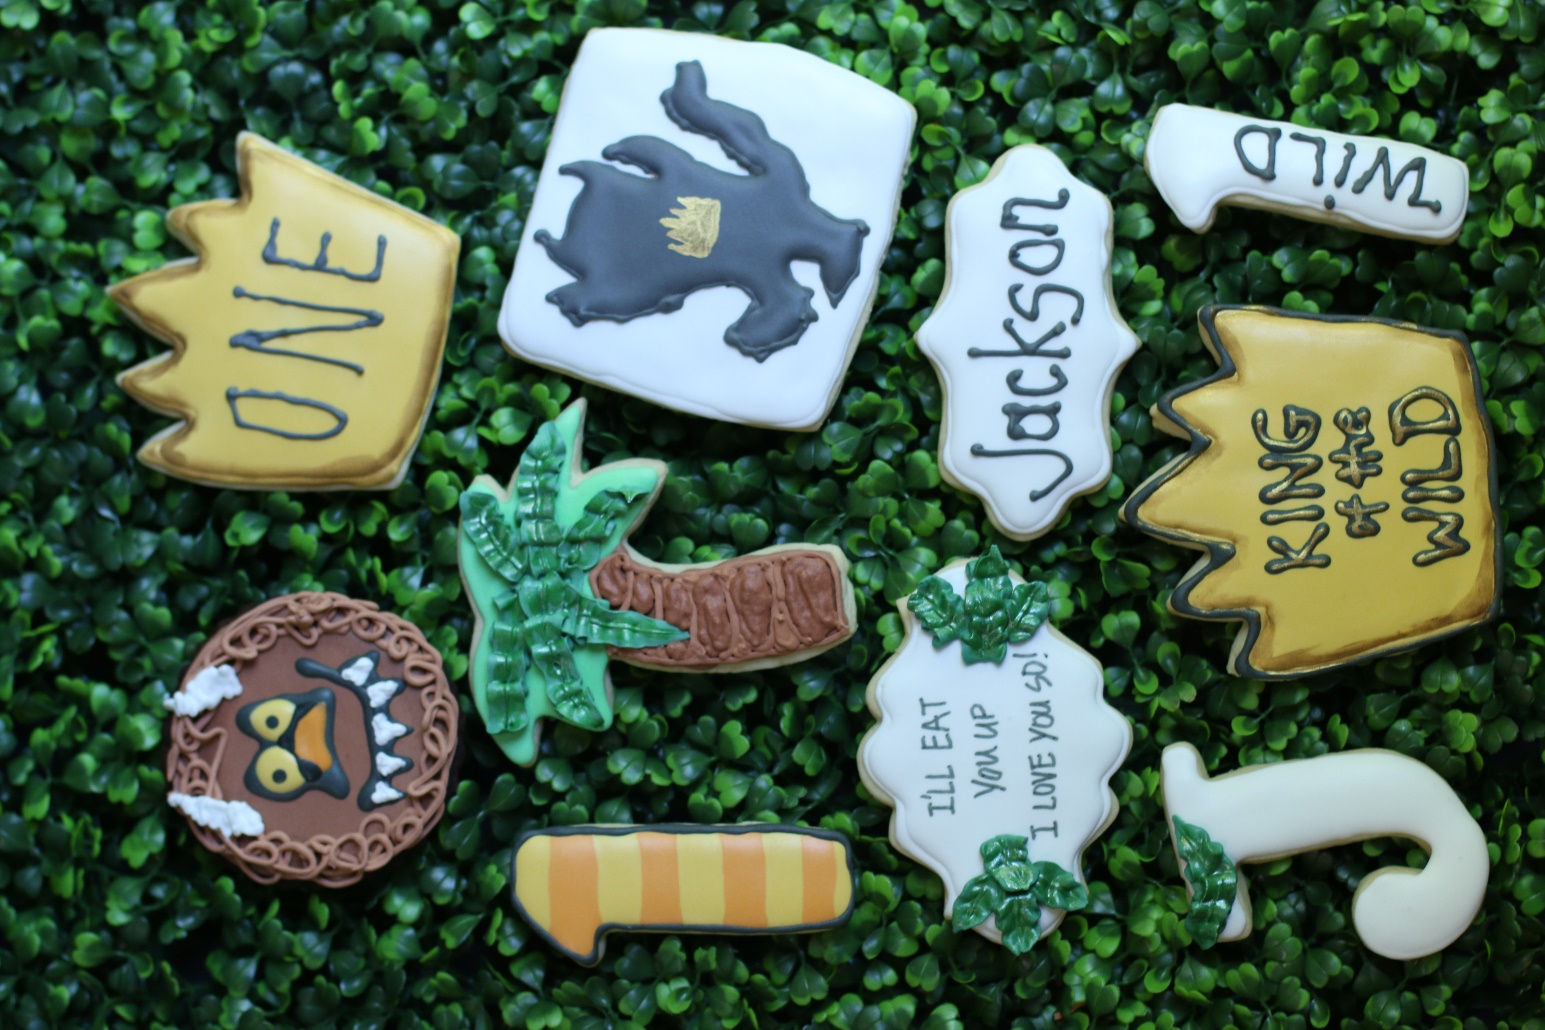 ONE
I'LL EAT
YOU UP
I LOVE YOU SO!
Jackson
KING
of the
WILD
WiLD